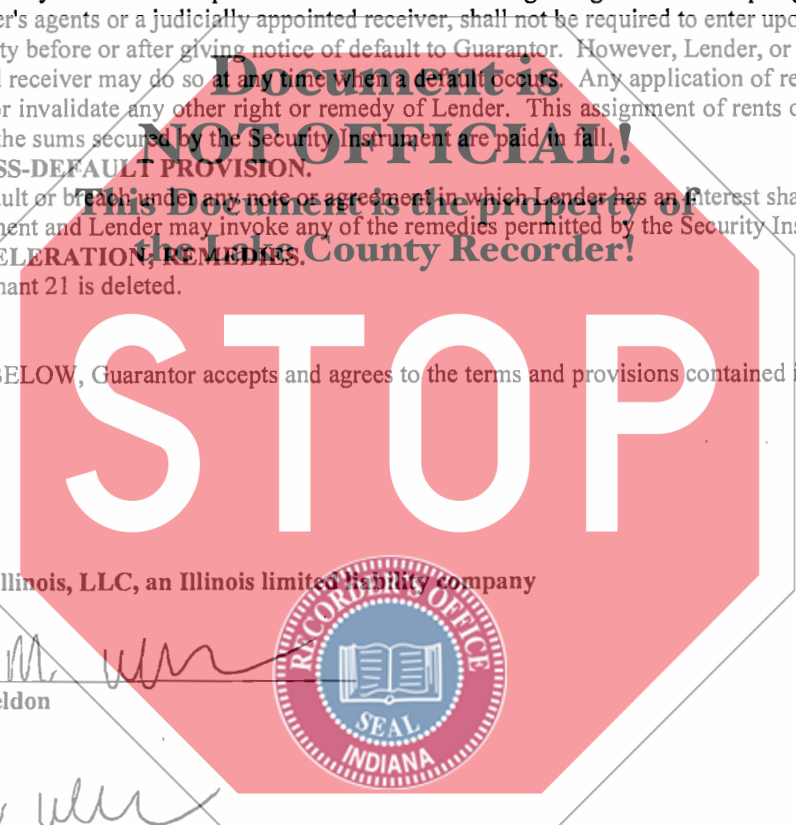 er's agents or a judicially appointed receiver, shall not be required to enter upo
ty before or after giving notice of default to Guarantor. However, Lender, or
Document is
l receiver may do so at any time when a default occurs. Any application of re
or invalidate any other right or remedy of Lender. This assignment of rents
the sums secured by the Security Instrument are paid in fall.
NOT OFFICIAL!
SS-DEFAULT PROVISION.
ault or breach under any note or agreement in which Lender has an interest sha
This Document is the property of
ment and Lender may invoke any of the remedies permitted by the Security Ins
the Lake County Recorder!
ELERATION; REMEDIES.
nant 21 is deleted.
STOP
BELOW, Guarantor accepts and agrees to the terms and provisions contained i
llinois, LLC, an Illinois limited liability company
RECORDER'S OFFICE
eldon
SEAL
INDIANA